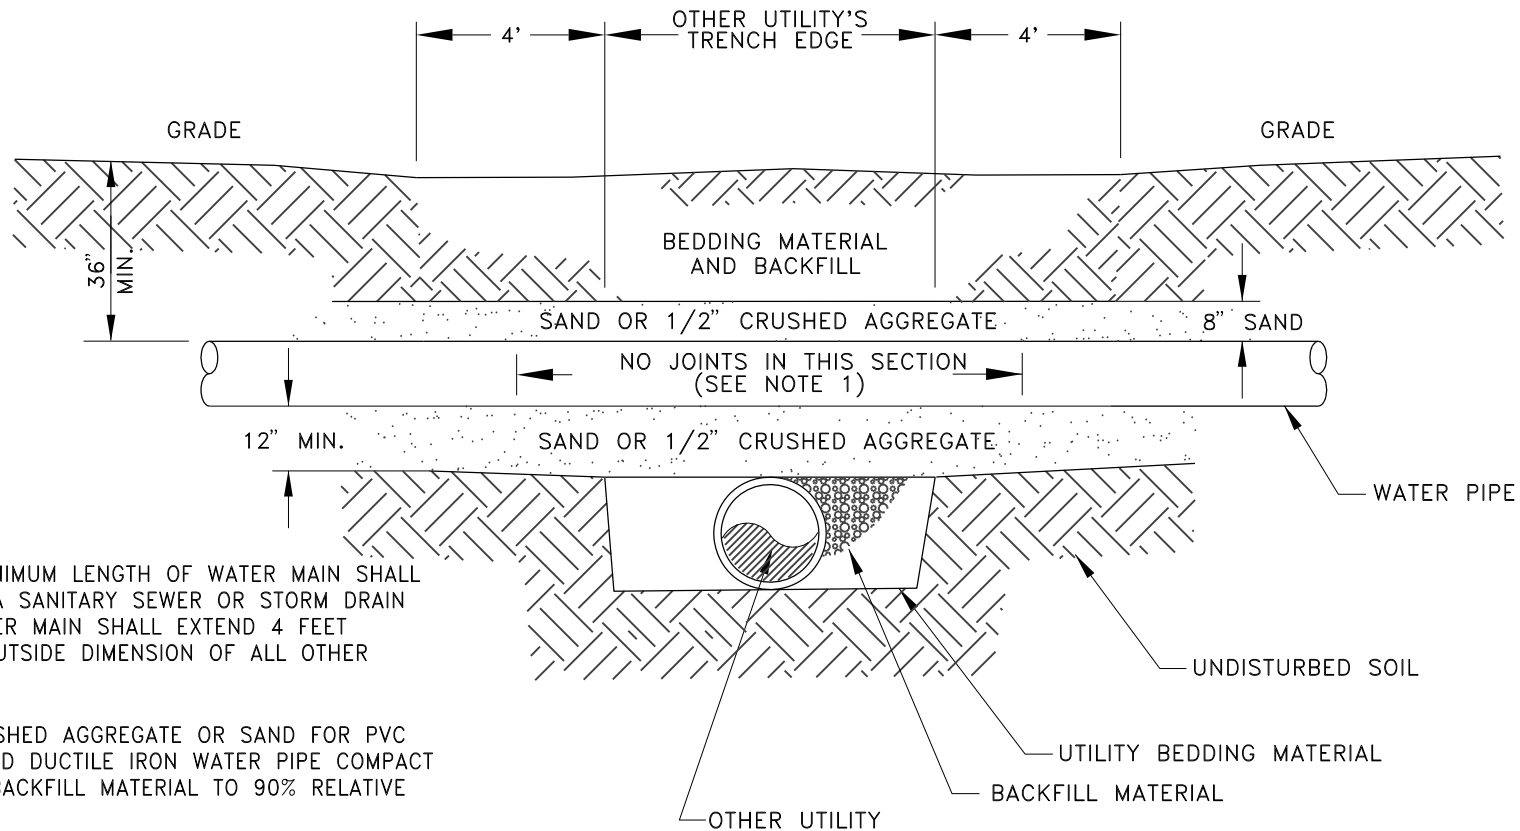 OTHER UTILITY'S
TRENCH EDGE
4'
4'
GRADE
GRADE
36"
MIN.
BEDDING MATERIAL
AND BACKFILL
SAND OR 1/2" CRUSHED AGGREGATE
8" SAND
NO JOINTS IN THIS SECTION
(SEE NOTE 1)
12" MIN.
SAND OR 1/2" CRUSHED AGGREGATE
WATER PIPE
MUM LENGTH OF WATER MAIN SHALL
A SANITARY SEWER OR STORM DRAIN
ER MAIN SHALL EXTEND 4 FEET
UTSIDE DIMENSION OF ALL OTHER
UNDISTURBED SOIL
SHED AGGREGATE OR SAND FOR PVC
D DUCTILE IRON WATER PIPE COMPACT
BACKFILL MATERIAL TO 90% RELATIVE
UTILITY BEDDING MATERIAL
BACKFILL MATERIAL
OTHER UTILITY